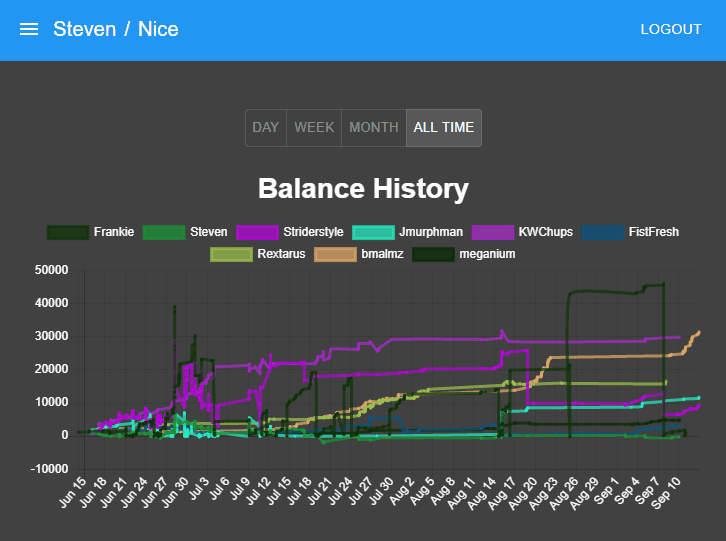 Steven / Nice LOGOUT
DAY WEEK MONTH ALL TIME
Balance History
Frankie Steven Striderstyle Jmurphman KWChups FistFresh
Rextarus bmalmz meganium
50000
40000
30000
20000
10000
0
-10000
Jun 15 Jun 18 Jun 21 Jun 24 Jun 27 Jun 30 Jul 3 Jul 6 Jul 9 Jul 12 Jul 15 Jul 18 Jul 21 Jul 24 Jul 27 Jul 30 Aug 2 Aug 5 Aug 8 Aug 11 Aug 14 Aug 17 Aug 20 Aug 23 Aug 26 Aug 29 Sep 1 Sep 4 Sep 7 Sep 10